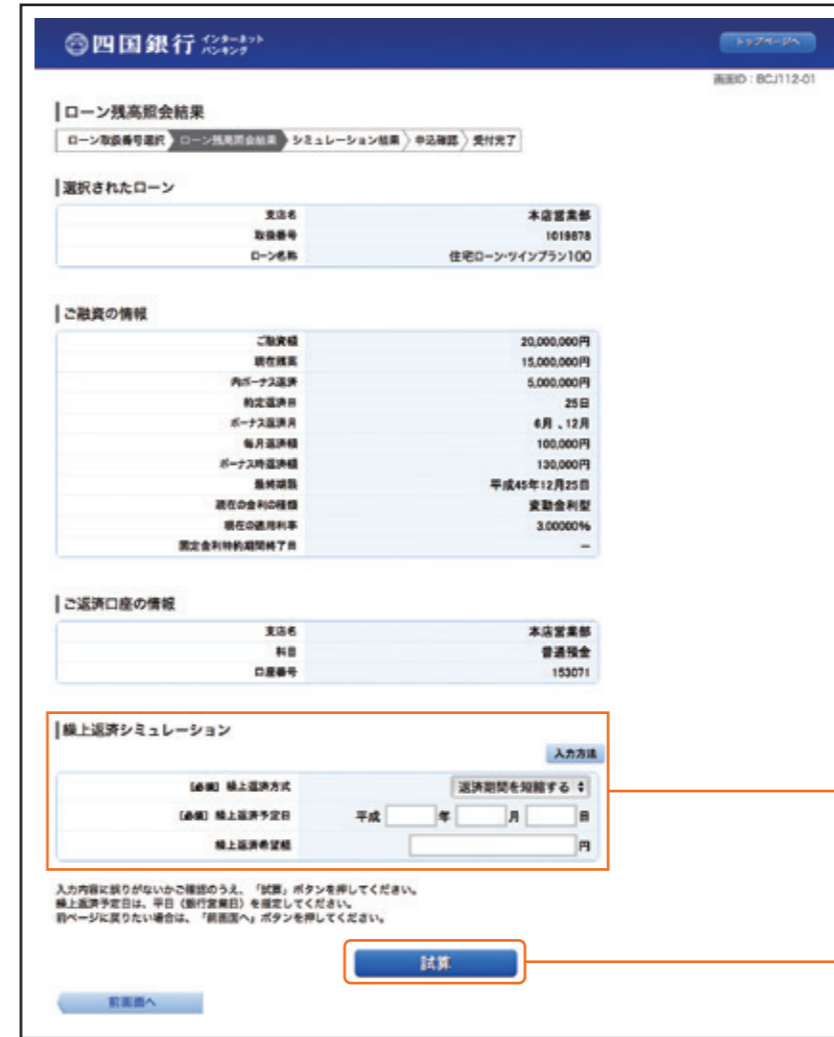 四国銀行 インターネット バンキング
トップページへ
画面ID：BCJ112-01
ローン残高照会結果
ローン取扱番号選択 ローン残高照会結果 シミュレーション結果 申込確認 受付完了
選択されたローン
支店名 本店営業部
取扱番号 1019878
ローン名称 住宅ローン・ツインプラン100
ご融資の情報
ご融資額 20,000,000円
現在残高 15,000,000円
内ボーナス返済 5,000,000円
約定返済日 25日
ボーナス返済月 6月、12月
毎月返済額 100,000円
ボーナス時返済額 130,000円
最終期限 平成45年12月25日
現在の金利の種類 変動金利型
現在の適用利率 3.00000%
固定金利特約期間終了日 ―
ご返済口座の情報
支店名 本店営業部
科目 普通預金
口座番号 153071
繰上返済シミュレーション
入力方法
【必須】繰上返済方式 返済期間を短縮する
【必須】繰上返済予定日 平成 年 月 日
繰上返済希望額 円
入力内容に誤りがないかご確認のうえ、「試算」ボタンを押してください。
繰上返済予定日は、平日（銀行営業日）を指定してください。
前ページに戻りたい場合は、「前画面へ」ボタンを押してください。
試算
前画面へ